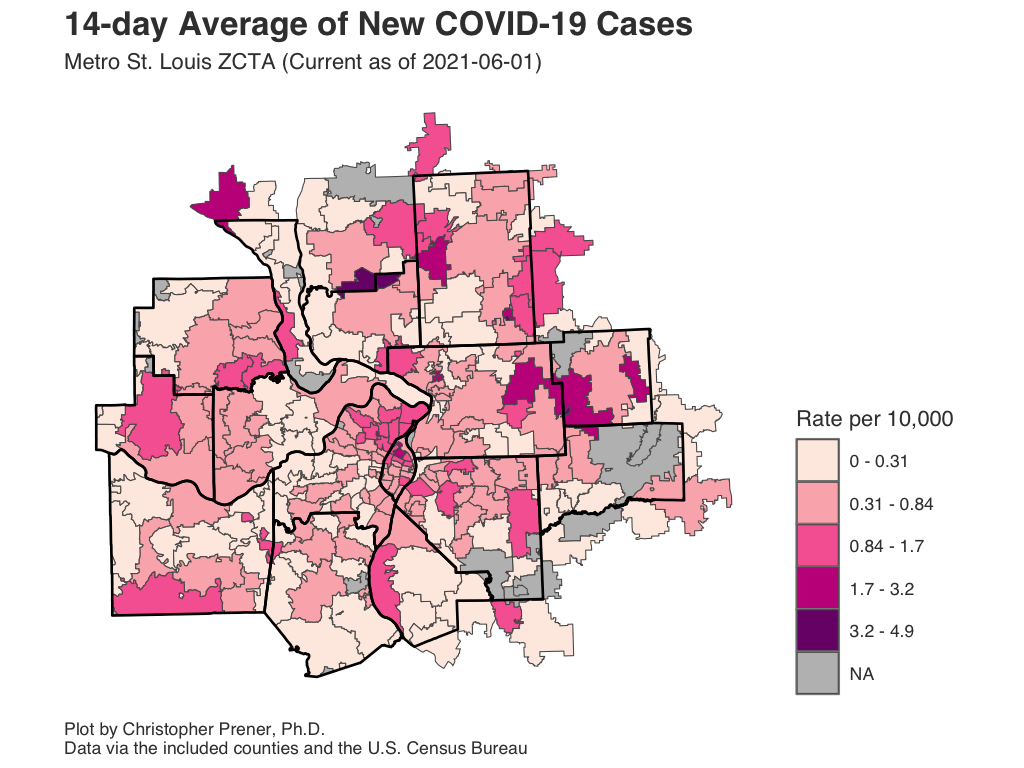 14-day Average of New COVID-19 Cases
Metro St. Louis ZCTA (Current as of 2021-06-01)
Rate per 10,000
0 - 0.31
0.31 - 0.84
0.84 - 1.7
1.7 - 3.2
3.2 - 4.9
NA
Plot by Christopher Prener, Ph.D.
Data via the included counties and the U.S. Census Bureau